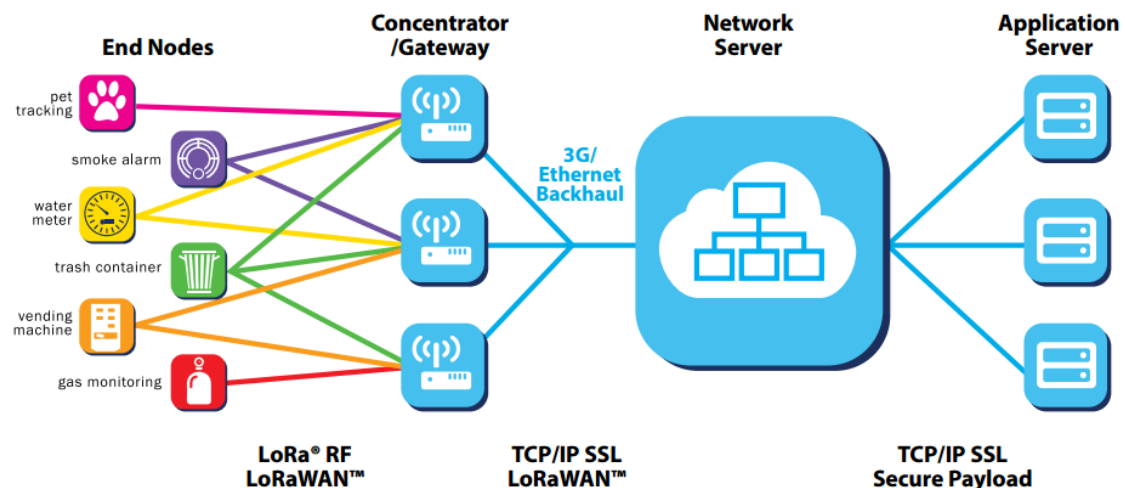 End Nodes
Concentrator
/Gateway
Network
Server
Application
Server
pet
tracking
smoke alarm
water
meter
trash container
vending
machine
gas monitoring
3G/
Ethernet
Backhaul
LoRa® RF
LoRaWAN™
TCP/IP SSL
LoRaWAN™
TCP/IP SSL
Secure Payload